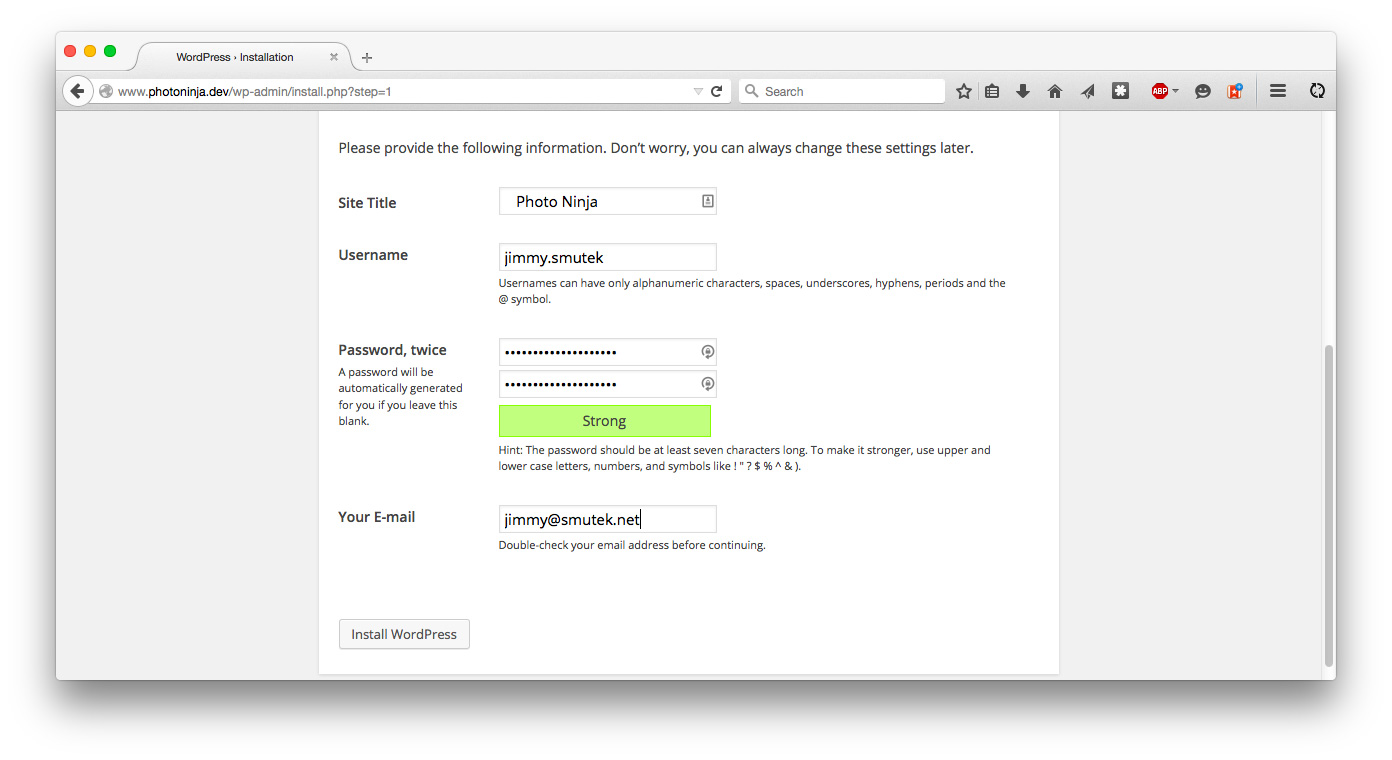 WordPress › Installation
www.photoninja.dev/wp-admin/install.php?step=1
Search
ABP
Please provide the following information. Don’t worry, you can always change these settings later.
Site Title
Photo Ninja
Username
jimmy.smutek
Usernames can have only alphanumeric characters, spaces, underscores, hyphens, periods and the
@ symbol.
Password, twice
A password will be
automatically generated
for you if you leave this
blank.
••••••••••••••••••••
••••••••••••••••••••
Strong
Hint: The password should be at least seven characters long. To make it stronger, use upper and
lower case letters, numbers, and symbols like ! " ? $ % ^ & ).
Your E-mail
jimmy@smutek.net
Double-check your email address before continuing.
Install WordPress